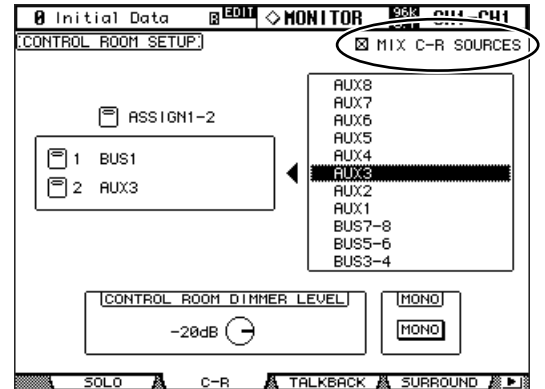 0 Initial Data EDIT MONITOR 96k CH1-CH1
CONTROL ROOM SETUP
MIX C-R SOURCES
ASSIGN1-2
1 BUS1
2 AUX3
AUX8
AUX7
AUX6
AUX5
AUX4
AUX3
AUX2
AUX1
BUS7-8
BUS5-6
BUS3-4
CONTROL ROOM DIMMER LEVEL
-20dB
MONO
MONO
SOLO C-R TALKBACK SURROUND